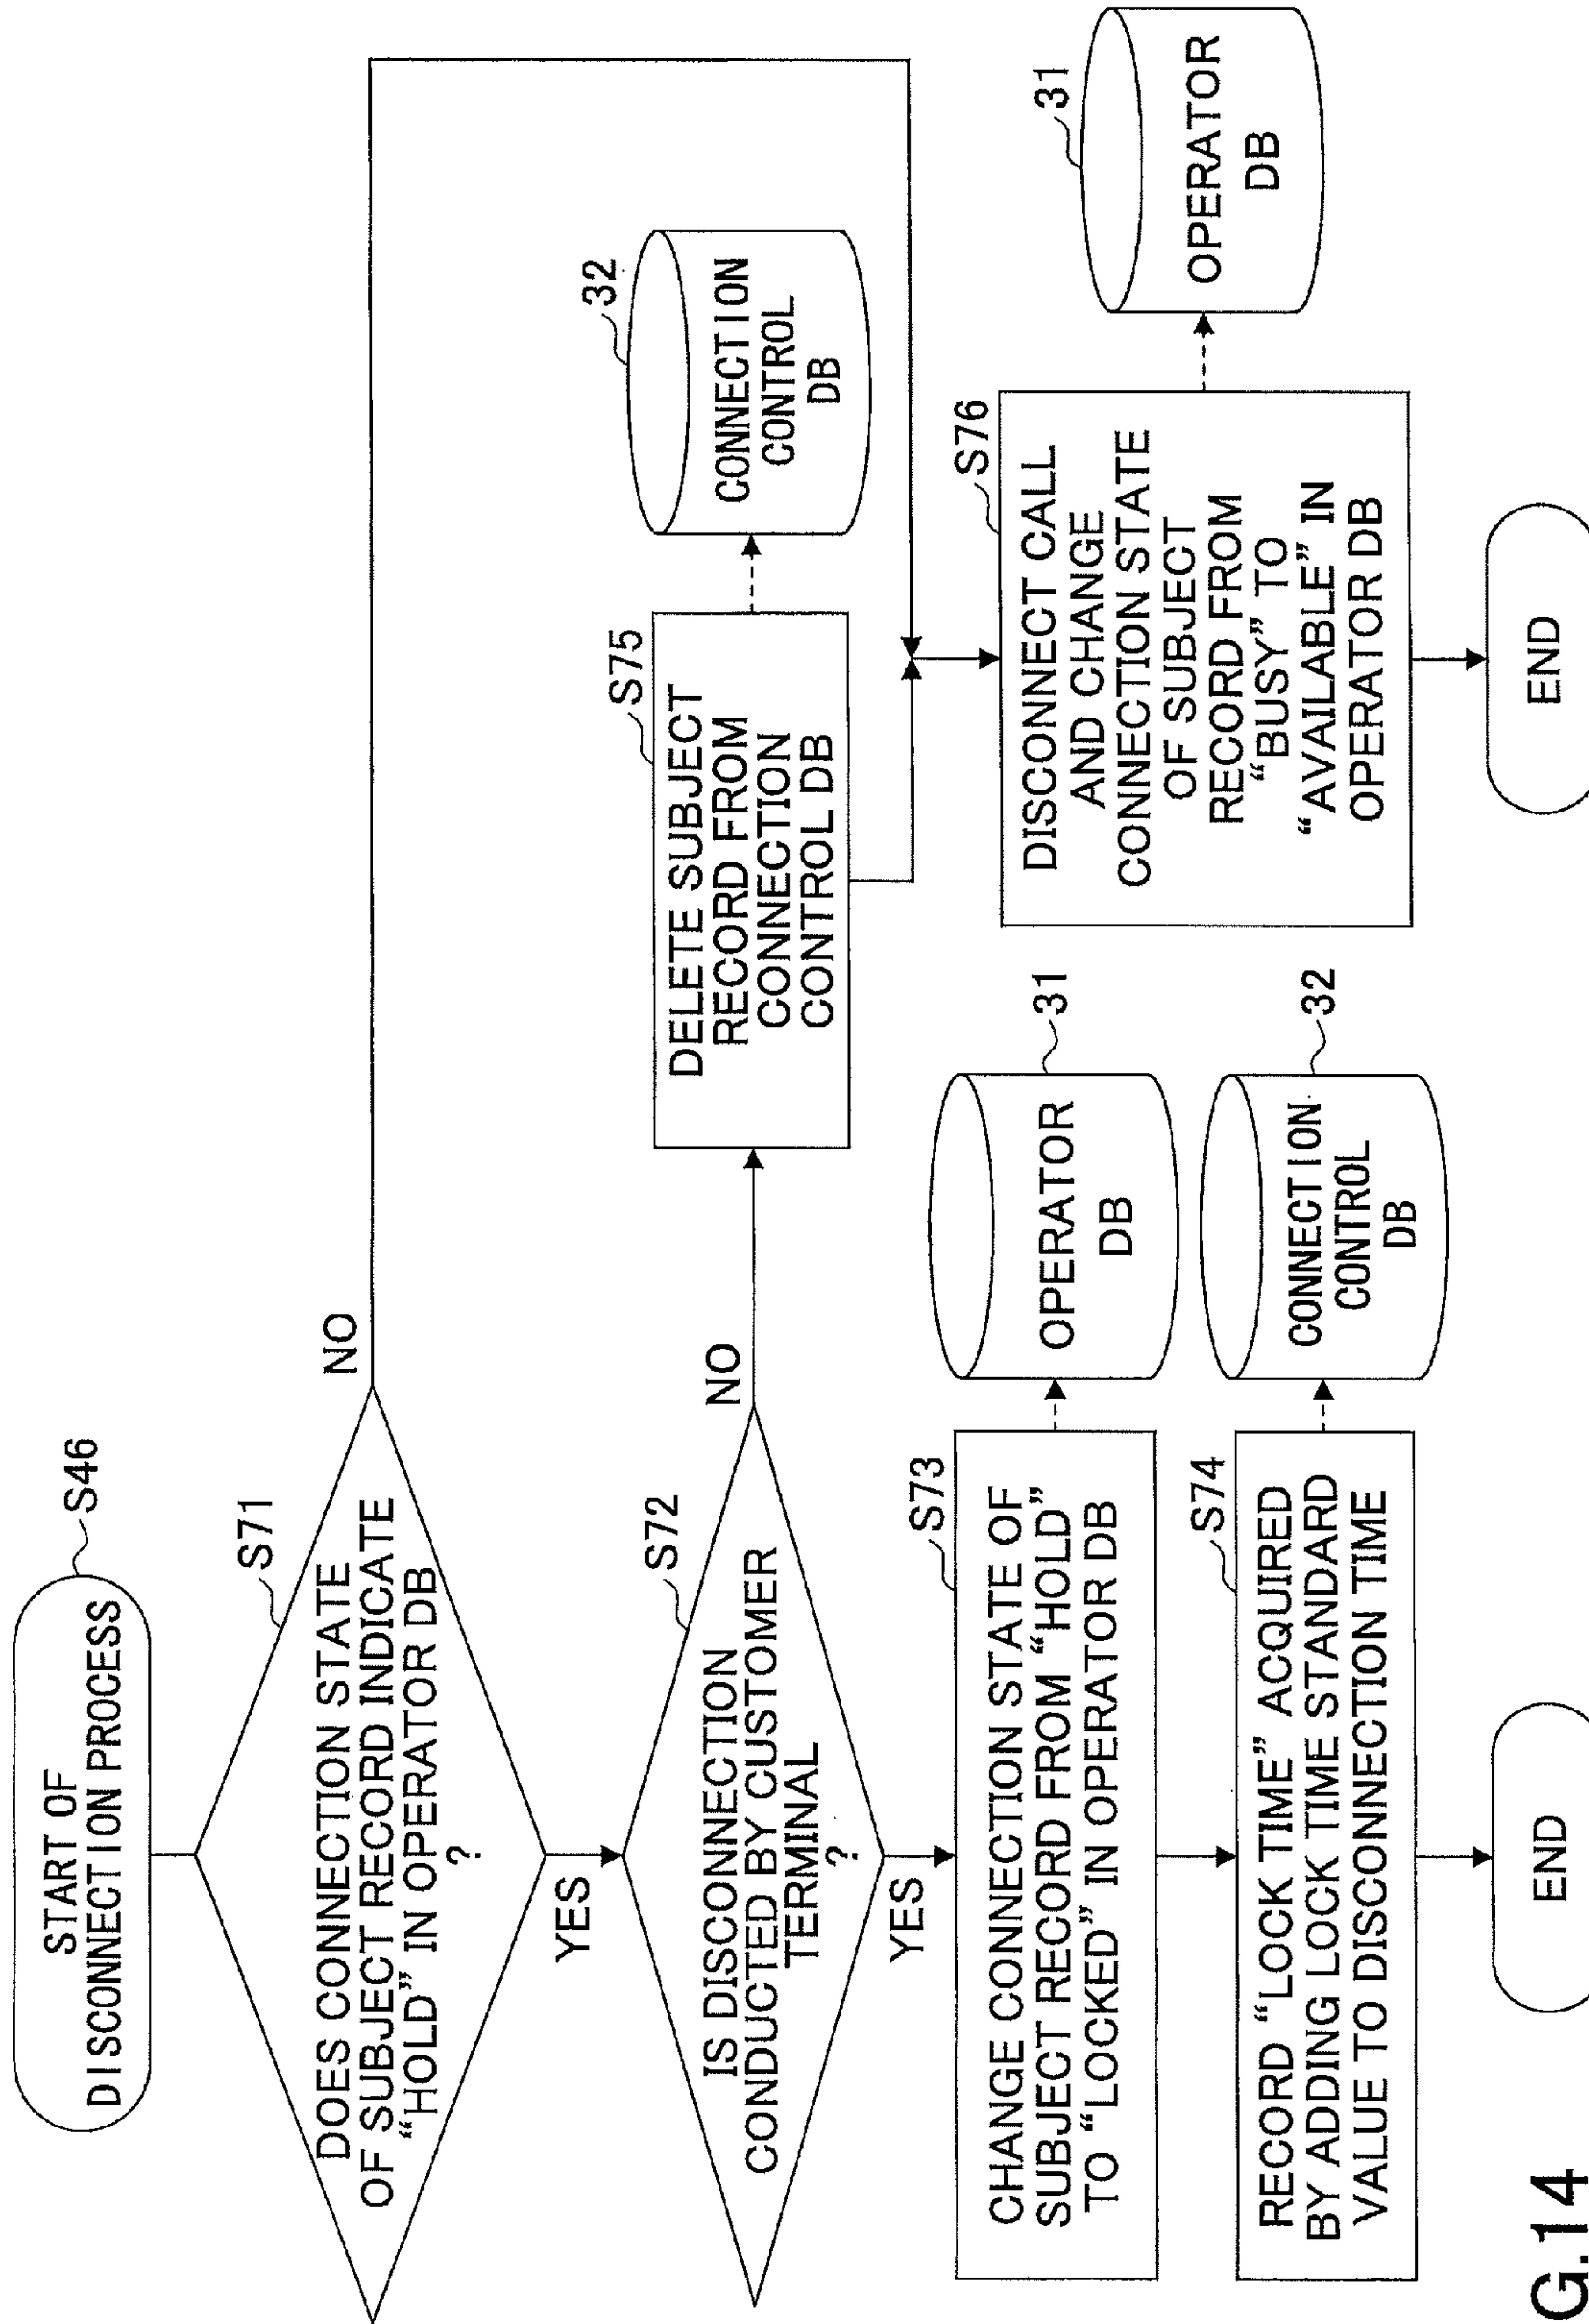 START OF
DISCONNECTION PROCESS
S46
DOES CONNECTION STATE
OF SUBJECT RECORD INDICATE
“HOLD” IN OPERATOR DB
?
S71
NO
YES
IS DISCONNECTION
CONDUCTED BY CUSTOMER
TERMINAL
?
S72
NO
YES
DELETE SUBJECT
RECORD FROM
CONNECTION
CONTROL DB
S75
CONNECTION
CONTROL
DB
32
CHANGE CONNECTION STATE OF
SUBJECT RECORD FROM “HOLD”
TO “LOCKED” IN OPERATOR DB
S73
OPERATOR
DB
31
RECORD “LOCK TIME” ACQUIRED
BY ADDING LOCK TIME STANDARD
VALUE TO DISCONNECTION TIME
S74
CONNECTION
CONTROL
DB
32
DISCONNECT CALL
AND CHANGE
CONNECTION STATE
OF SUBJECT
RECORD FROM
“BUSY” TO
“AVAILABLE” IN
OPERATOR DB
S76
OPERATOR
DB
31
END
END
G.14